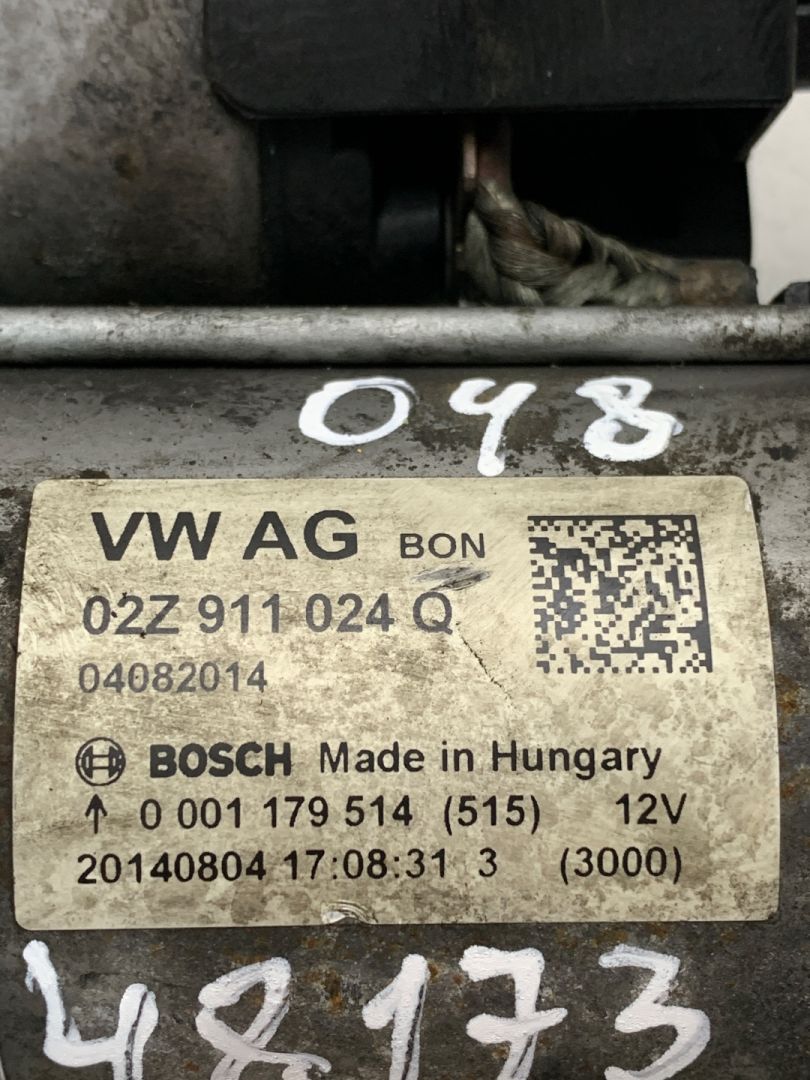 048
VW AG BON
02Z 911 024 Q
04082014
BOSCH Made in Hungary
↑ 0 001 179 514 (515) 12V
20140804 17:08:31 3 (3000)
48173